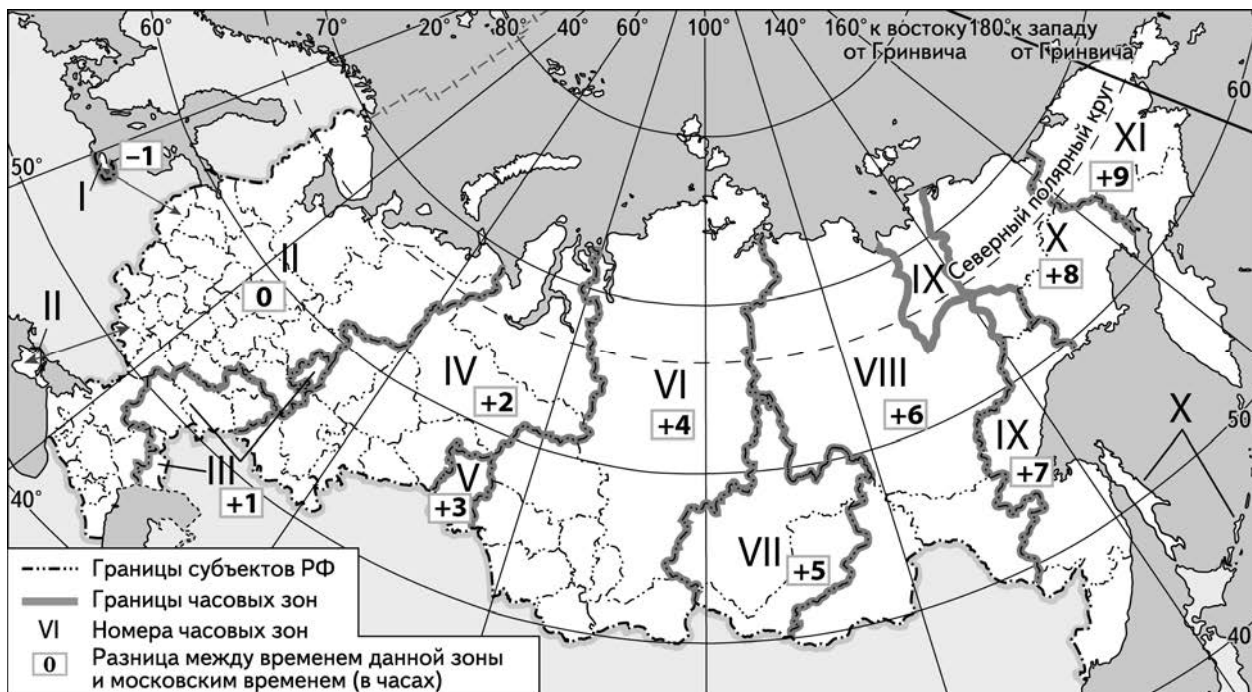 60°
70°
20°
40°
60°
80°
100°
120°
140°
160°
к востоку
от Гринвича
180°
к западу
от Гринвича
60°
50°
–1
I
II
0
II
40°
III
+1
IV
+2
V
+3
VI
+4
VII
+5
VIII
+6
IX
IX
+7
X
+8
XI
+9
Северный полярный круг
X
50°
40°
Границы субъектов РФ
Границы часовых зон
VI Номера часовых зон
0 Разница между временем данной зоны
и московским временем (в часах)